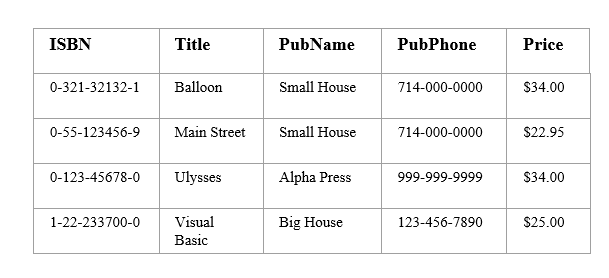 ISBN Title PubName PubPhone Price
0-321-32132-1 Balloon Small House 714-000-0000 $34.00
0-55-123456-9 Main Street Small House 714-000-0000 $22.95
0-123-45678-0 Ulysses Alpha Press 999-999-9999 $34.00
1-22-233700-0 Visual Big House 123-456-7890 $25.00
Basic